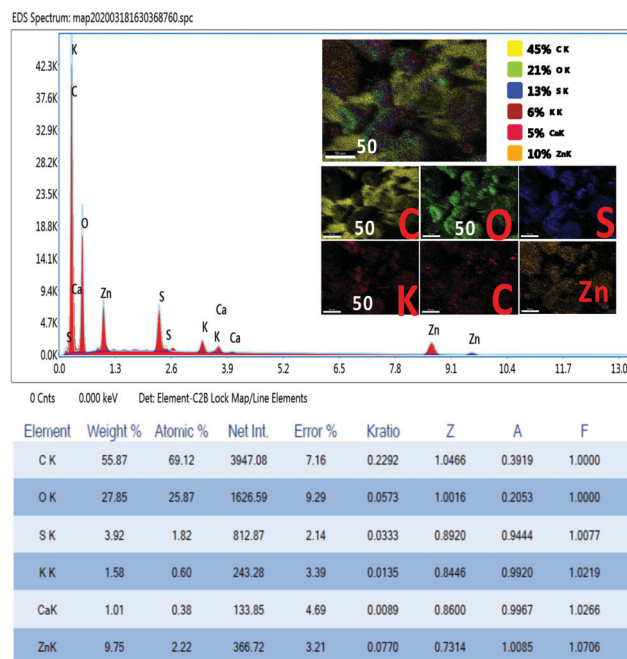 EDS Spectrum: map202003181630368760.spc
K
42.3K
C
37.6K
32.9K
28.2K
23.5K
18.8K
O
14.1K
Ca
Zn
S
9.4K
Ca
4.7K
K
Zn
S
S
K
Ca
Zn
0.0K
0.0
1.3
2.6
3.9
5.2
6.5
7.8
9.1
10.4
11.7
13.0
50
45% C K
21% O K
13% S K
6% K K
5% CaK
10% ZnK
50
C
50
O
S
50
K
C
Zn
0 Cnts 0.000 keV Det: Element-C2B Lock Map/Line Elements
Element Weight % Atomic % Net Int. Error % Kratio Z A F
C K 55.87 69.12 3947.08 7.16 0.2292 1.0466 0.3919 1.0000
O K 27.85 25.87 1626.59 9.29 0.0573 1.0016 0.2053 1.0000
S K 3.92 1.82 812.87 2.14 0.0333 0.8920 0.9444 1.0077
K K 1.58 0.60 243.28 3.39 0.0135 0.8446 0.9920 1.0219
CaK 1.01 0.38 133.85 4.69 0.0089 0.8600 0.9967 1.0266
ZnK 9.75 2.22 366.72 3.21 0.0770 0.7314 1.0085 1.0706